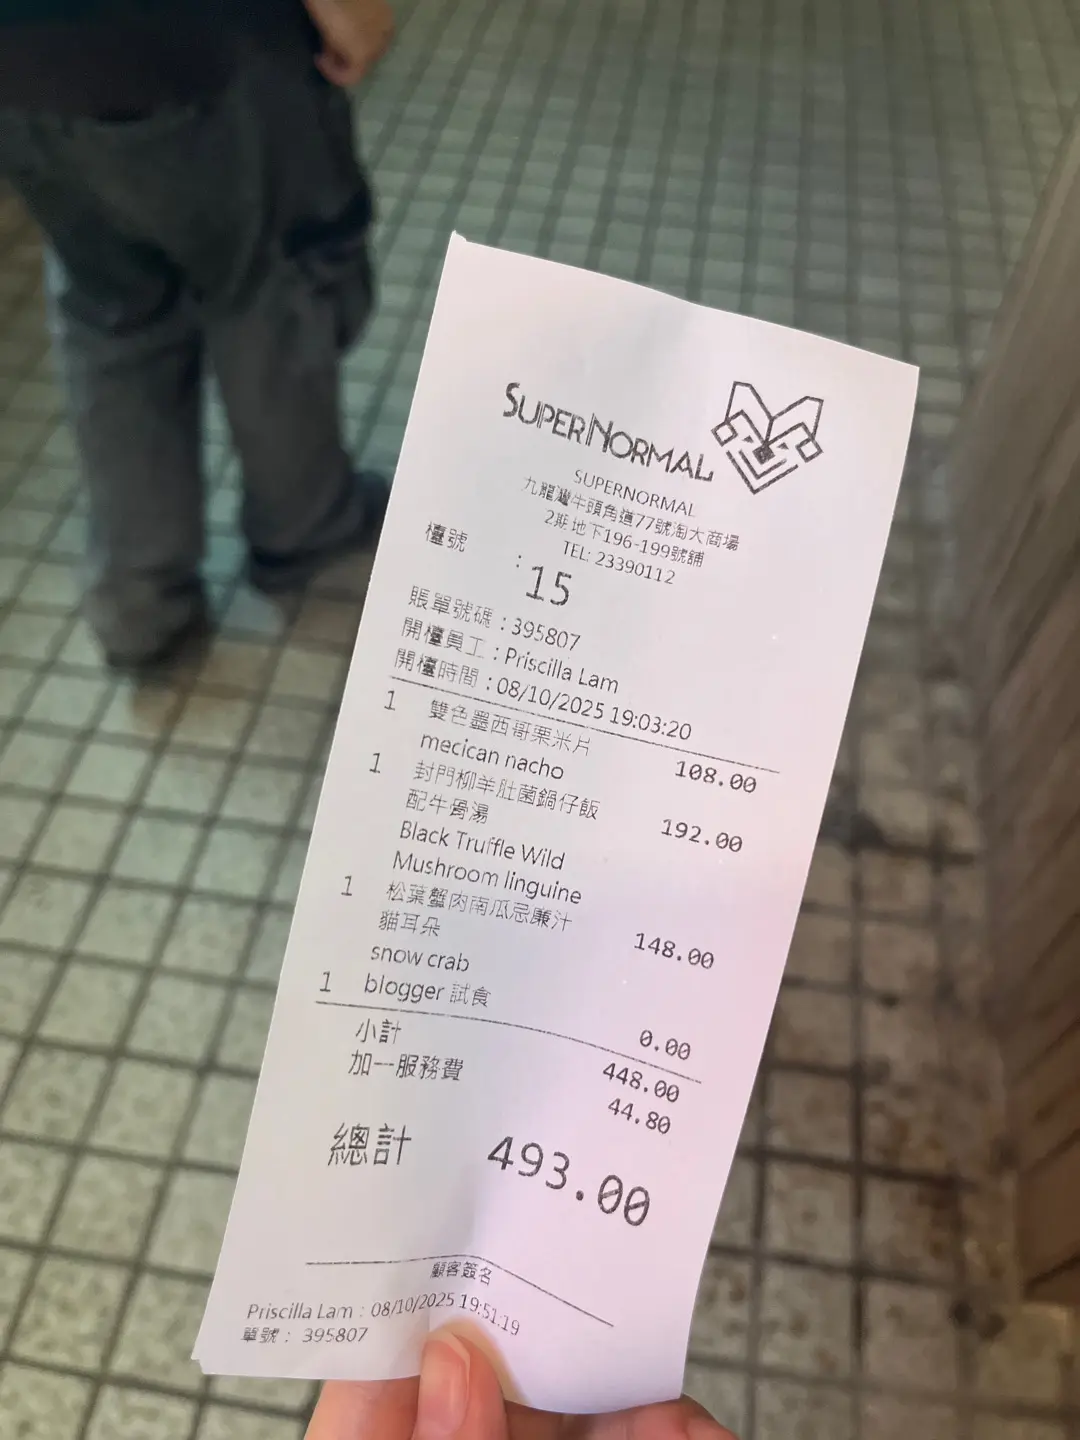 SUPERNORMAL
SUPERNORMAL
九龍灣牛頭角道77號淘大商場
2期地下196-199號舖
TEL: 23390112
檯號 : 15
賬單號碼 : 395807
開檯員工 : Priscilla Lam
開檯時間 : 08/10/2025 19:03:20
1 雙色墨西哥粟米片 108.00
mecican nacho
1 封門柳羊肚菌鍋仔飯 192.00
配牛骨湯
Black Truffle Wild
Mushroom linguine
1 松葉蟹肉南瓜忌廉汁 148.00
貓耳朵
snow crab
1 blogger 試食 0.00
小計 448.00
加一服務費 44.80
總計 493.00
顧客簽名
Priscilla Lam : 08/10/2025 19:51:19
單號 : 395807